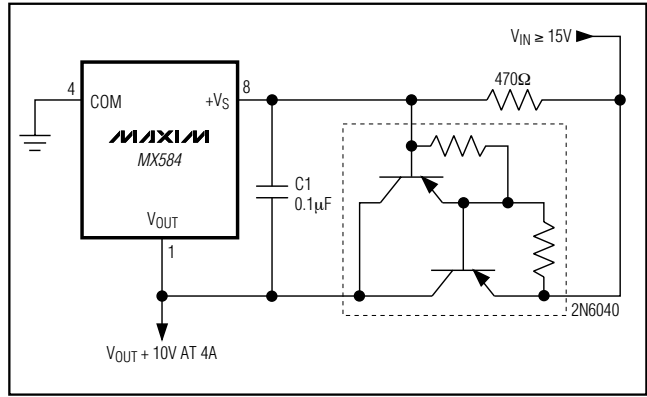 V_IN ≥ 15V
4
8
470Ω
COM
+V_S
MAXIM
MX584
C1
0.1µF
V_OUT
1
2N6040
V_OUT + 10V AT 4A